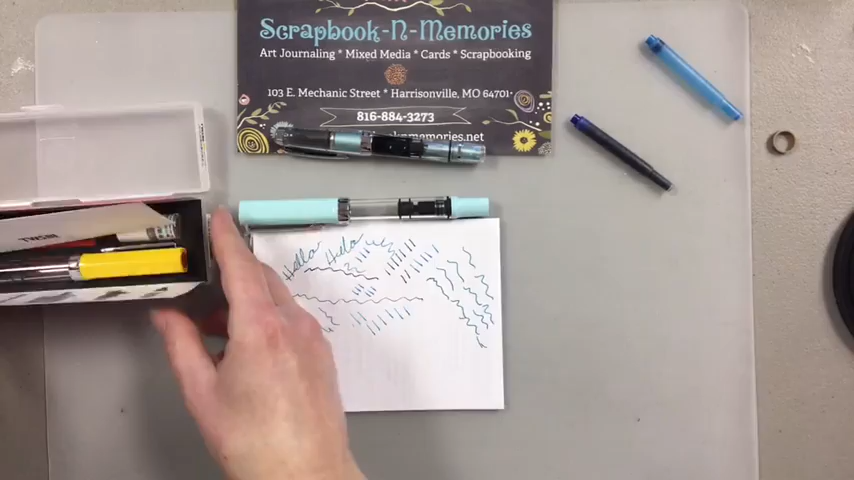 Scrapbook-N-Memories
Art Journaling * Mixed Media * Cards * Scrapbooking
103 E. Mechanic Street * Harrisonville, MO 64701
816-884-3273
memories.net
TWSBI
Hello Hello